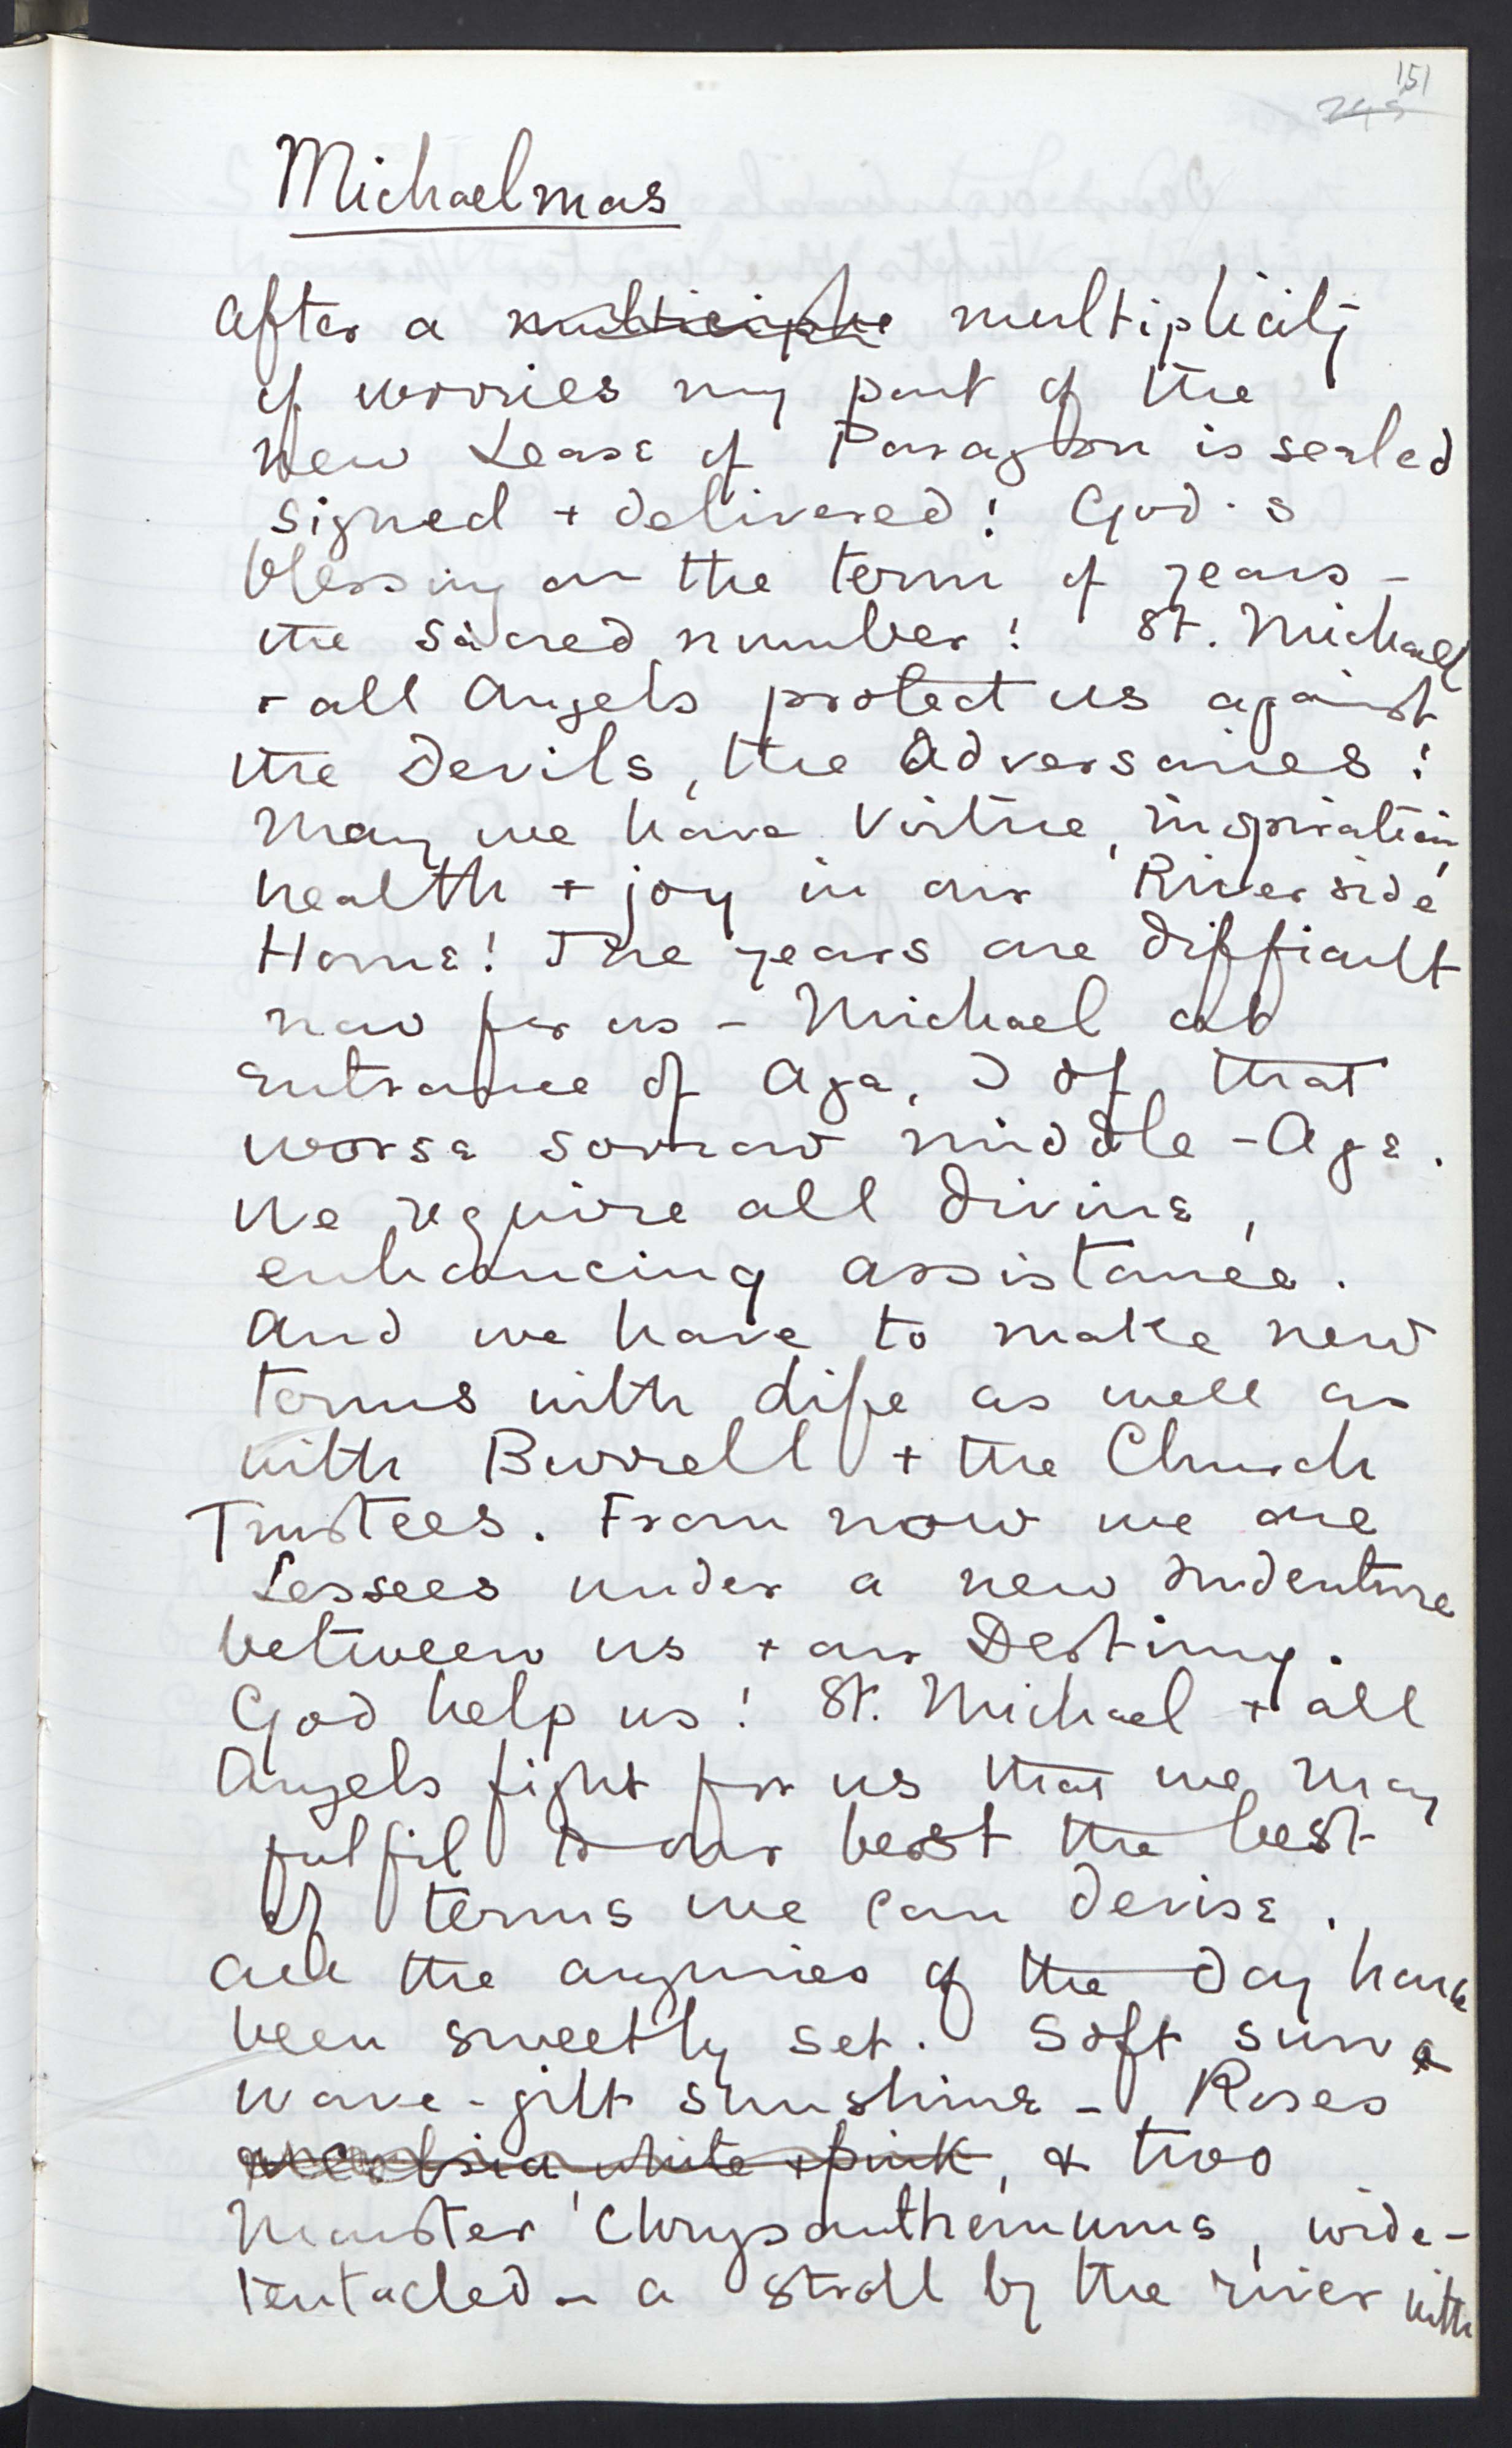 151
Michaelmas
After a multiplicity
of worries my part of the
New Lease of Paragon is sealed
signed + delivered! God's
blessing on the term of years –
the sacred number! St. Michael
+ all Angels protect us against
the Devils, the Adversaries!
May we have Virtue, inspiration,
health + joy in our Riverside
Home! The years are difficult
now for us – Michael at
entrance of Age, I of that
worse sorrow middle-Age.
We require all divine,
enhancing assistance.
And we have to make new
terms with Life as well as
with Burrell + the Church
Trustees. From now we are
Lessees under a new Indenture
between us + our Destiny.
God help us! St. Michael + all
Angels fight for us that we may
fulfil to our best the best
of terms we can devise.
All the auguries of the day have
been sweetly set. Soft sun &
wave-gilt sunshine – Roses
white + pink, & two
Monster Chrysanthemums, wide-
tentacled – a stroll by the river with